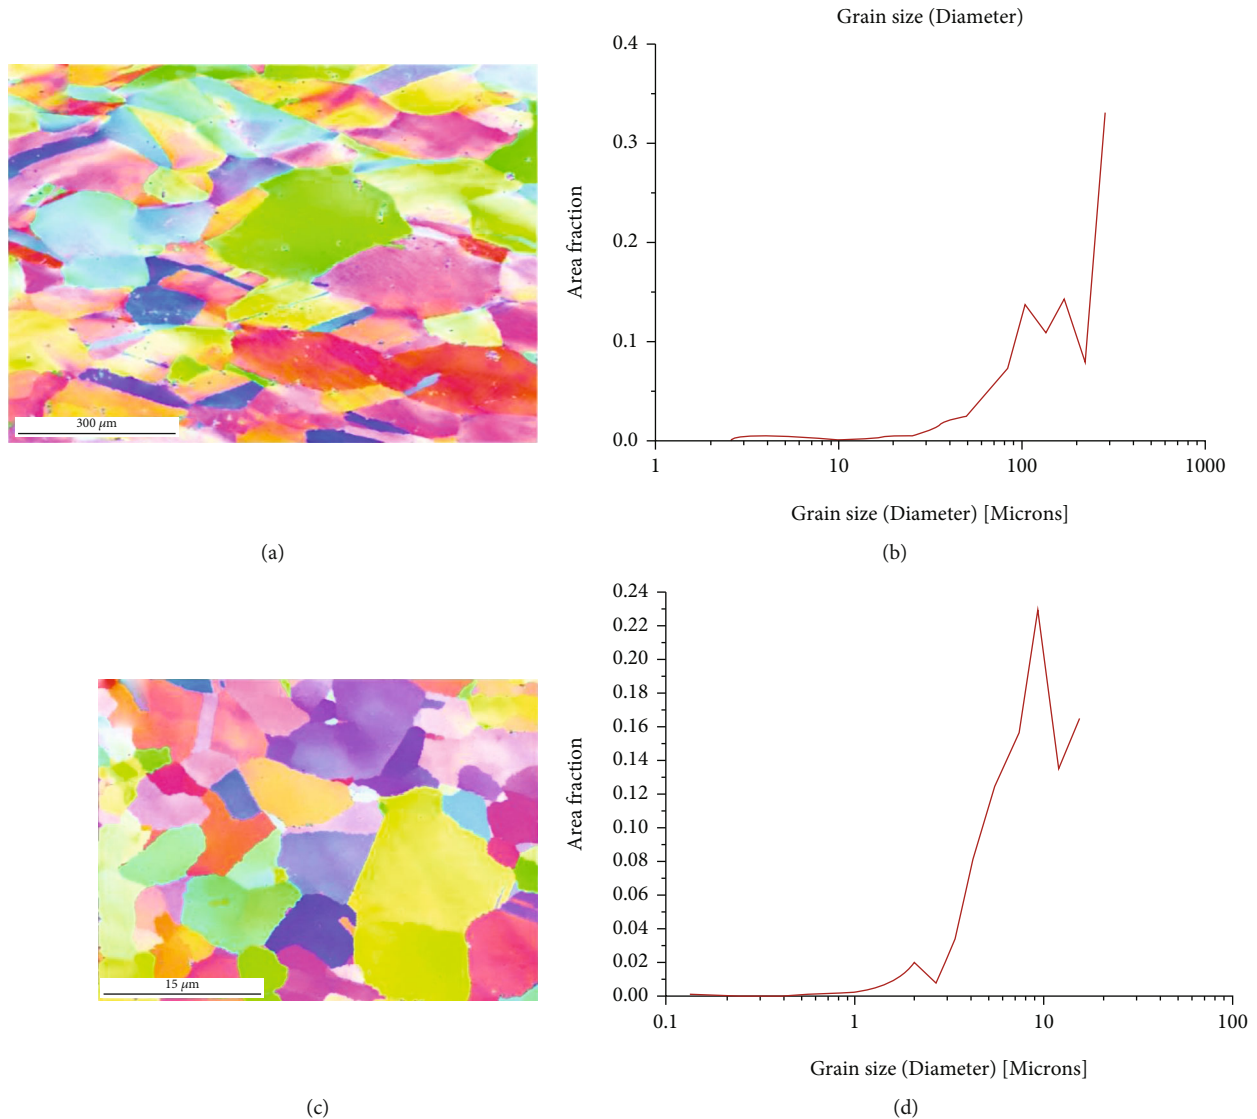 Grain size (Diameter)
0.4
0.3
0.2
0.1
0.0
Area fraction
1
10
100
1000
Grain size (Diameter) [Microns]
300 μm
(a)
(b)
0.24
0.22
0.20
0.18
0.16
0.14
0.12
0.10
0.08
0.06
0.04
0.02
0.00
Area fraction
0.1
1
10
100
Grain size (Diameter) [Microns]
15 μm
(c)
(d)